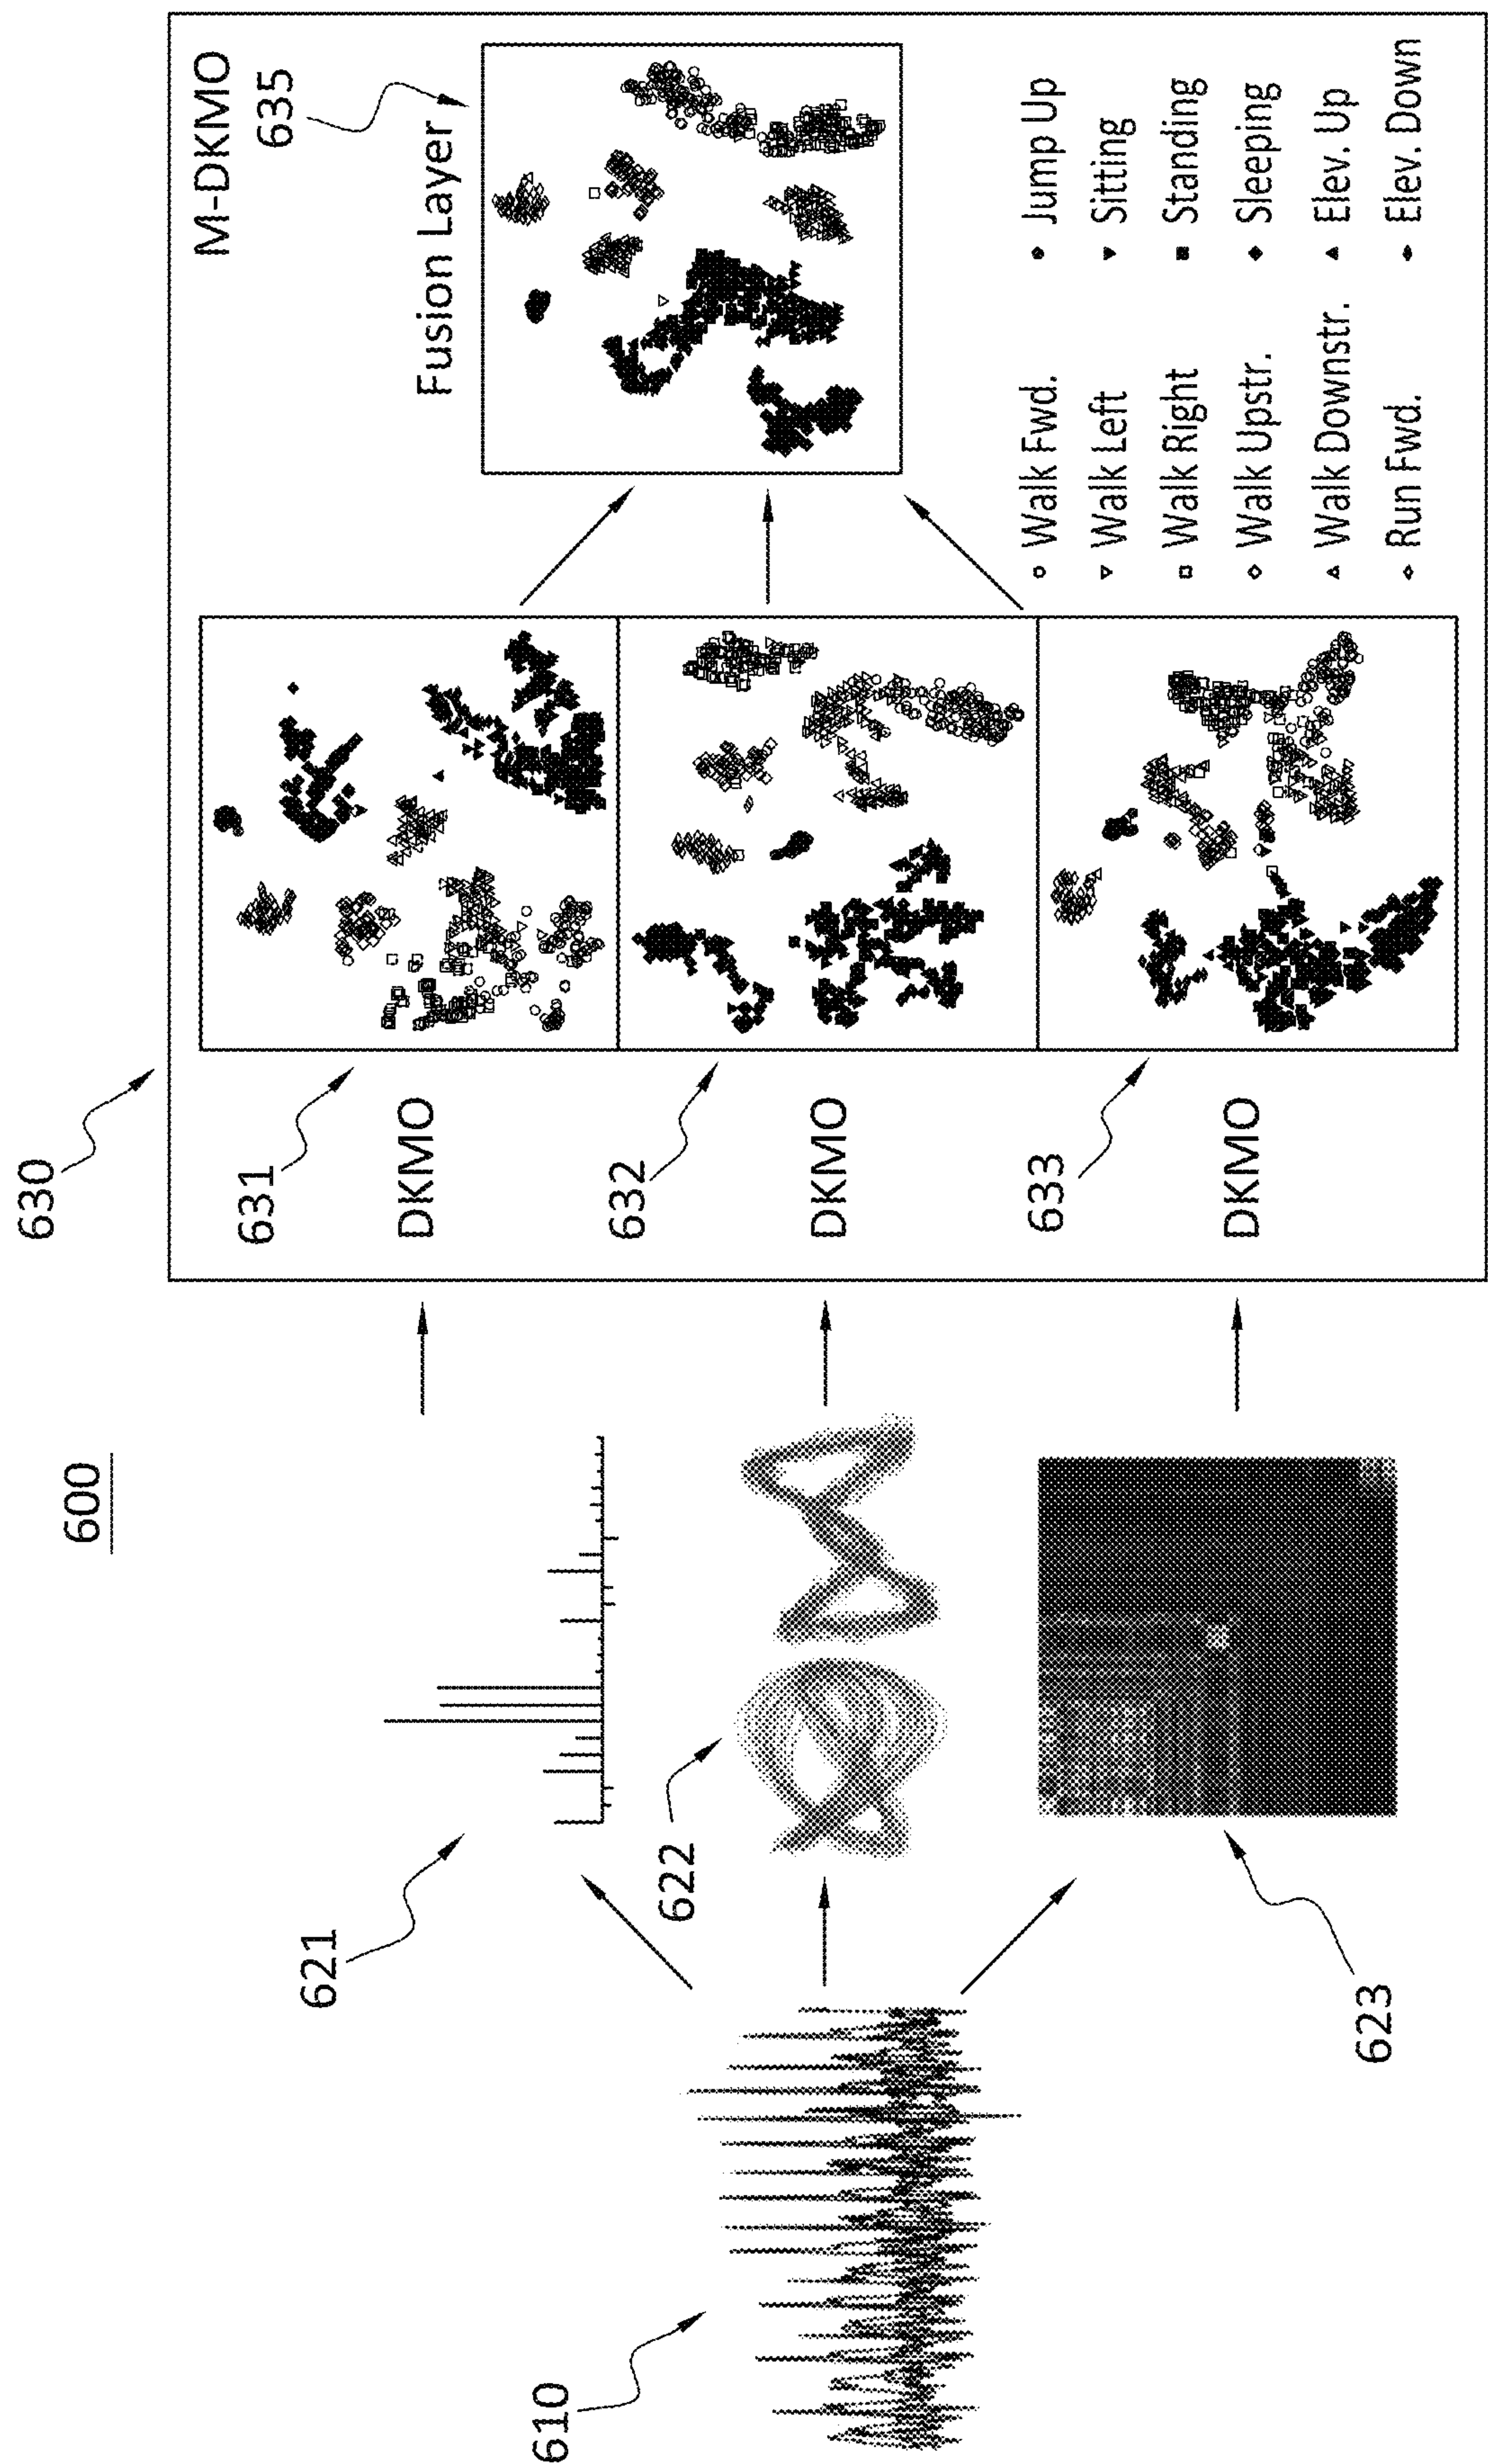 600
610
621
622
623
630
M-DKMO
631
DKMO
632
DKMO
633
DKMO
Fusion Layer
635
Walk Fwd.
Walk Left
Walk Right
Walk Upstr.
Walk Downstr.
Run Fwd.
Jump Up
Sitting
Standing
Sleeping
Elev. Up
Elev. Down